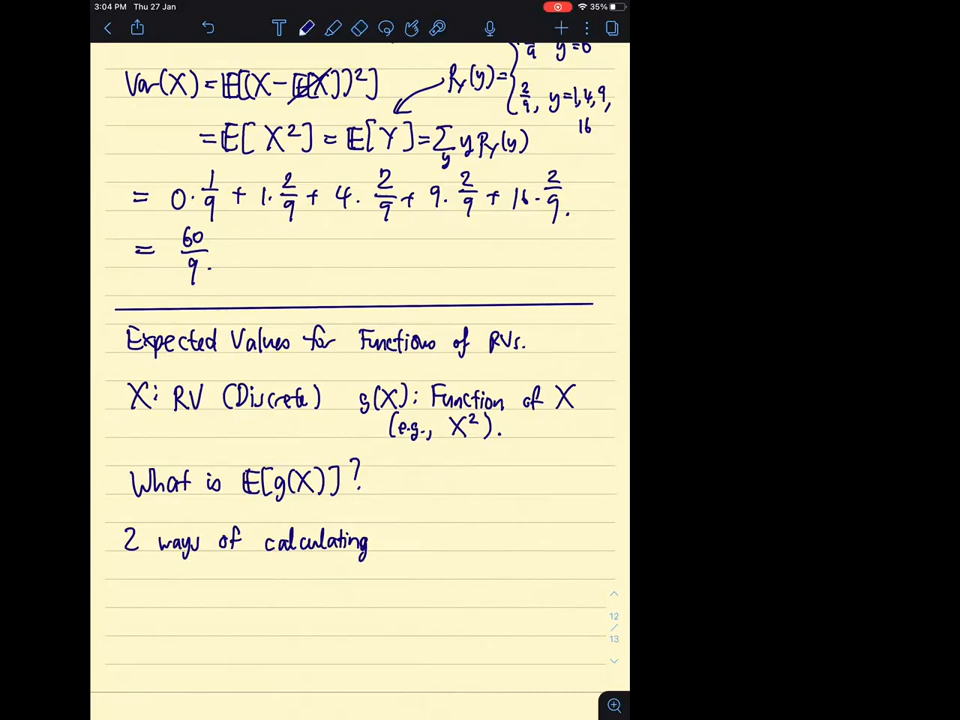 3:04 PM Thu 27 Jan
35%
1/9 y=0
Var(X)=𝔼[(X-𝔼[X])²]
P_Y(y)={
2/9, y=1,4,9,
16
=𝔼[X²]=𝔼[Y]=∑_y y P_Y(y)
= 0·1/9 + 1·2/9 + 4·2/9 + 9·2/9 + 16·2/9.
= 60/9.
Expected Values for Functions of RVs.
X: RV (Discrete) g(X): Function of X
(e.g., X²).
What is 𝔼[g(X)]?
2 ways of calculating
12
/
13